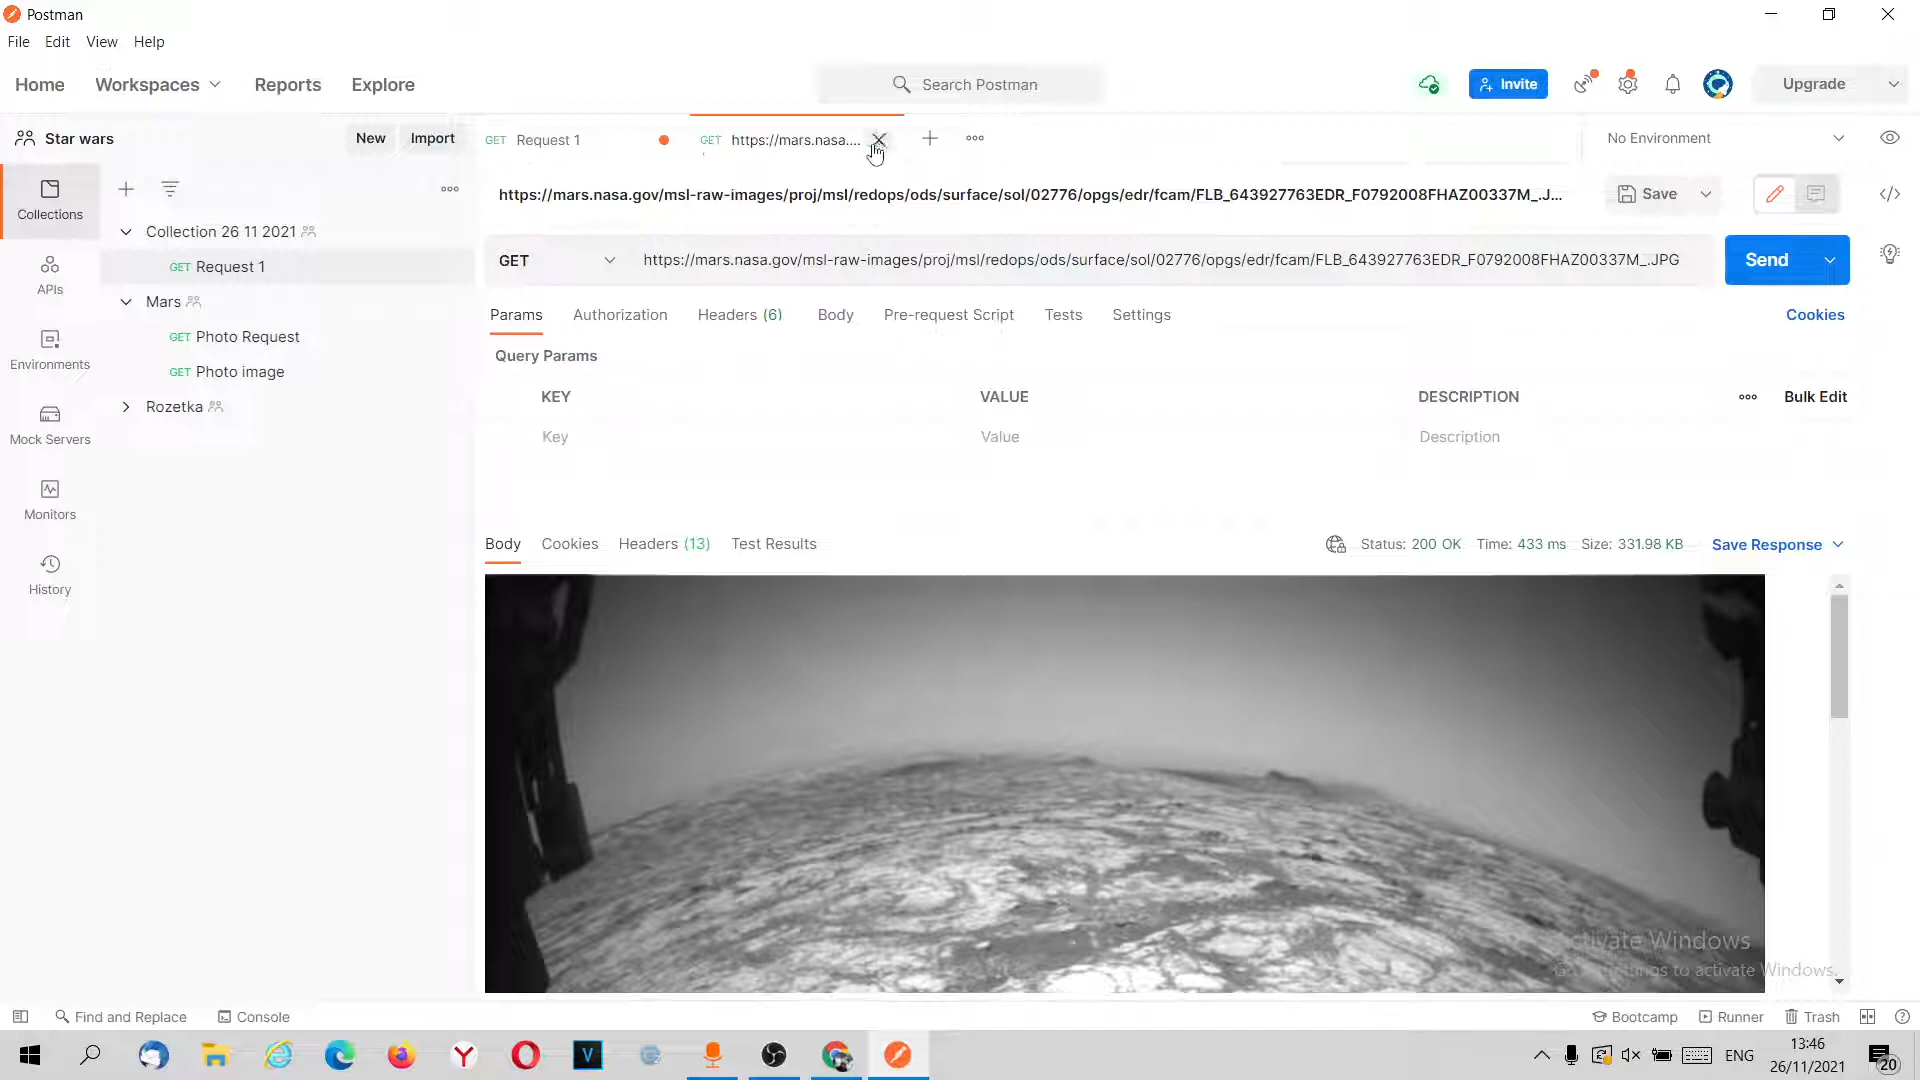 Postman
File Edit View Help
Home Workspaces Reports Explore Search Postman Invite Upgrade
Star wars New Import GET Request 1 GET https://mars.nasa.... No Environment
https://mars.nasa.gov/msl-raw-images/proj/msl/redops/ods/surface/sol/02776/opgs/edr/fcam/FLB_643927763EDR_F0792008FHAZ00337M_.J... Save
Collections
Collection 26 11 2021
GET https://mars.nasa.gov/msl-raw-images/proj/msl/redops/ods/surface/sol/02776/opgs/edr/fcam/FLB_643927763EDR_F0792008FHAZ00337M_.JPG Send
GET Request 1
APIs
Mars
Params Authorization Headers (6) Body Pre-request Script Tests Settings Cookies
GET Photo Request
Query Params
Environments
GET Photo image
KEY VALUE DESCRIPTION Bulk Edit
Rozetka
Key Value Description
Mock Servers
Monitors
Body Cookies Headers (13) Test Results Status: 200 OK Time: 433 ms Size: 331.98 KB Save Response
History
Activate Windows
to activate Windows.
Find and Replace Console Bootcamp Runner Trash
ENG
13:46
26/11/2021
20